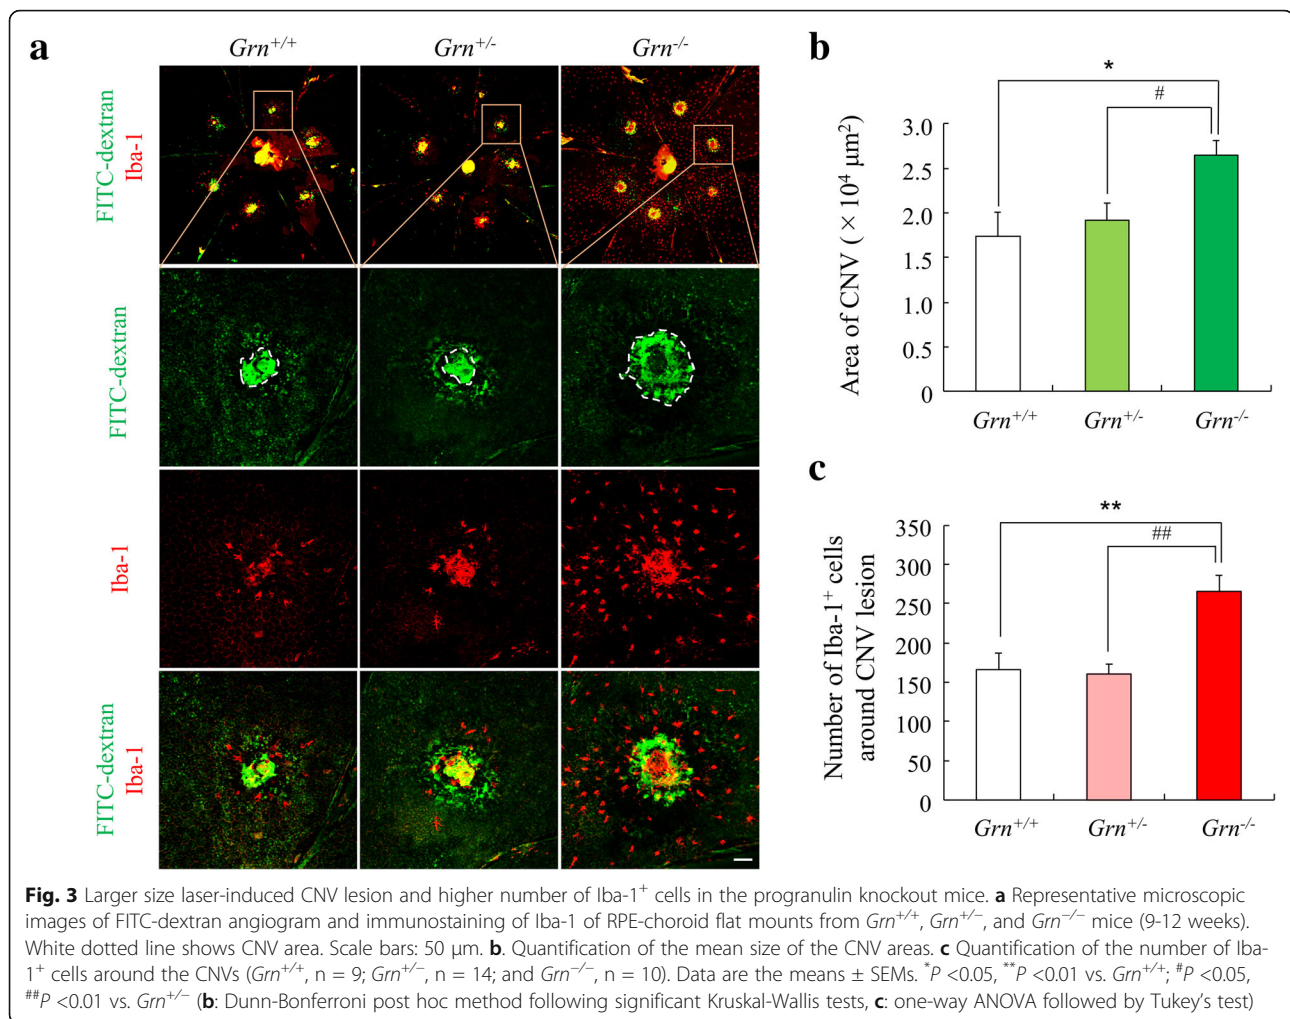 a
Grn+/+ Grn+/- Grn-/-
FITC-dextran
Iba-1
FITC-dextran
Iba-1
FITC-dextran
Iba-1
b
*
#
Area of CNV ( × 10⁴ μm²)
3.0
2.5
2.0
1.5
1.0
0.5
0
Grn+/+ Grn+/- Grn-/-
c
**
##
Number of Iba-1⁺ cells
around CNV lesion
350
300
250
200
150
100
50
0
Grn+/+ Grn+/- Grn-/-
Fig. 3 Larger size laser-induced CNV lesion and higher number of Iba-1⁺ cells in the progranulin knockout mice. a Representative microscopic
images of FITC-dextran angiogram and immunostaining of Iba-1 of RPE-choroid flat mounts from Grn+/+, Grn+/−, and Grn−/− mice (9-12 weeks).
White dotted line shows CNV area. Scale bars: 50 μm. b. Quantification of the mean size of the CNV areas. c Quantification of the number of Iba-
1⁺ cells around the CNVs (Grn+/+, n = 9; Grn+/−, n = 14; and Grn−/−, n = 10). Data are the means ± SEMs. *P <0.05, **P <0.01 vs. Grn+/+; #P <0.05,
##P <0.01 vs. Grn+/− (b: Dunn-Bonferroni post hoc method following significant Kruskal-Wallis tests, c: one-way ANOVA followed by Tukey's test)